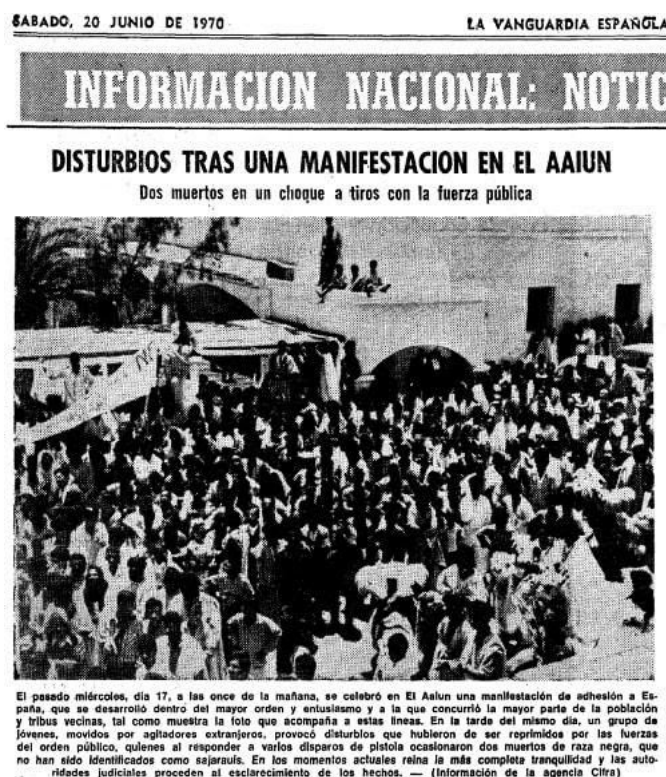 SABADO, 20 JUNIO DE 1970
LA VANGUARDIA ESPAÑOLA
INFORMACION NACIONAL: NOTIC
DISTURBIOS TRAS UNA MANIFESTACION EN EL AAIUN
Dos muertos en un choque a tiros con la fuerza pública
El pasado miércoles, día 17, a las once de la mañana, se celebró en El Aaiun una manifestación de adhesión a Es-
paña, que se desarrolló dentro del mayor orden y entusiasmo y a la que concurrió la mayor parte de la población
y tribus vecinas, tal como muestra la foto que acompaña a estas líneas. En la tarde del mismo día, un grupo de
jóvenes, movidos por agitadores extranjeros, provocó disturbios que hubieron de ser reprimidos por las fuerzas
del orden público, quienes al responder a varios disparos de pistola ocasionaron dos muertos de raza negra, que
no han sido identificados como sajarauis. En los momentos actuales reina la más completa tranquilidad y las auto-
ridades judiciales proceden al esclarecimiento de los hechos. — (Información de la agencia Cifra)